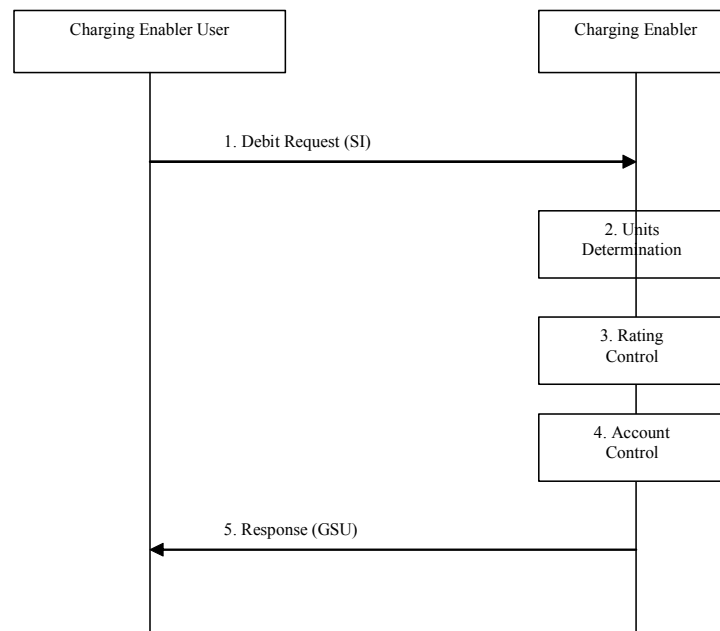 Charging Enabler User
Charging Enabler
1. Debit Request (SI)
2. Units
Determination
3. Rating
Control
4. Account
Control
5. Response (GSU)